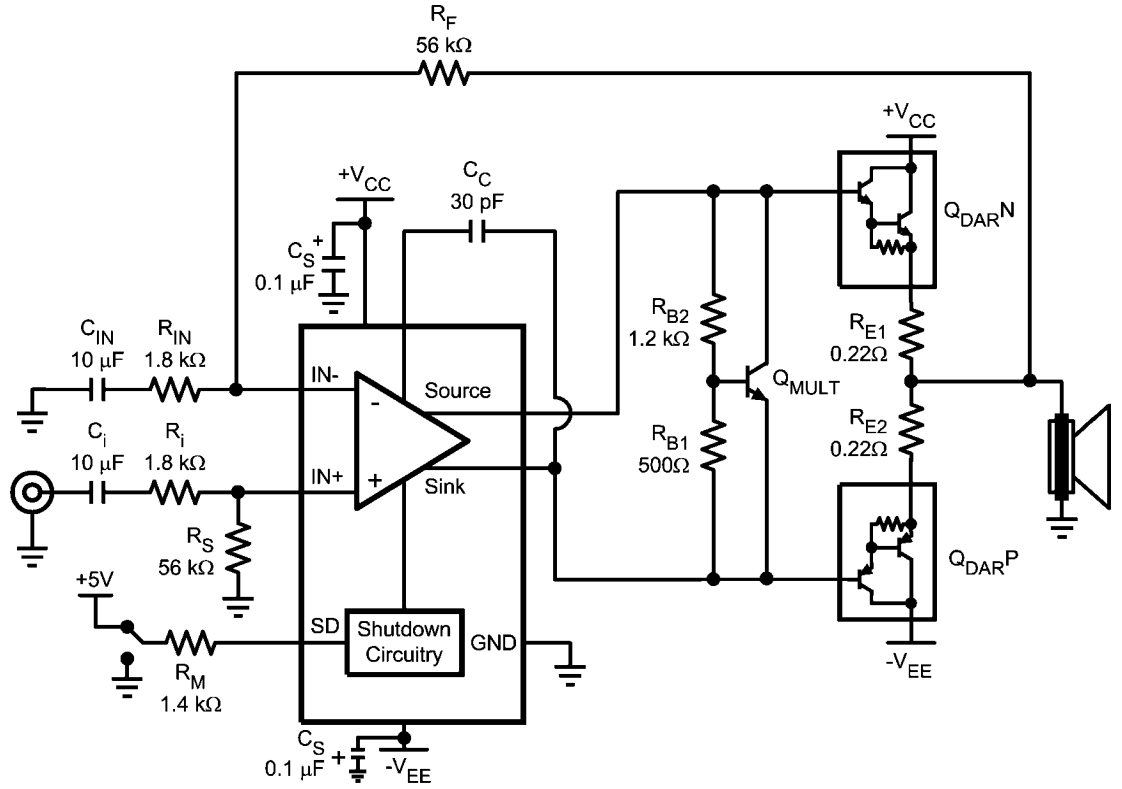 R_F
56 kΩ
+V_CC
+V_CC
C_C
30 pF
Q_DAR N
C_S +
0.1 µF
R_B2
1.2 kΩ
R_E1
0.22Ω
C_IN
10 µF
R_IN
1.8 kΩ
IN-
-
Source
Q_MULT
C_i
10 µF
R_i
1.8 kΩ
IN+
+
Sink
R_B1
500Ω
R_E2
0.22Ω
R_S
56 kΩ
Q_DAR P
+5V
SD
Shutdown
Circuitry
GND
R_M
1.4 kΩ
-V_EE
C_S +
0.1 µF
-V_EE